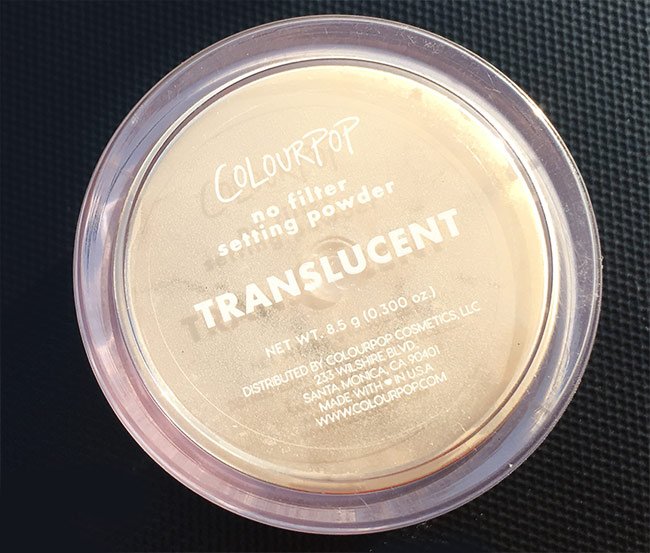 COLOURPOP
no filter
setting powder
TRANSLUCENT
NET WT. 8.5 g (0.300 oz.)
DISTRIBUTED BY COLOURPOP COSMETICS, LLC
233 WILSHIRE BLVD.
SANTA MONICA, CA 90401
MADE WITH ♥ IN U.S.A
WWW.COLOURPOP.COM